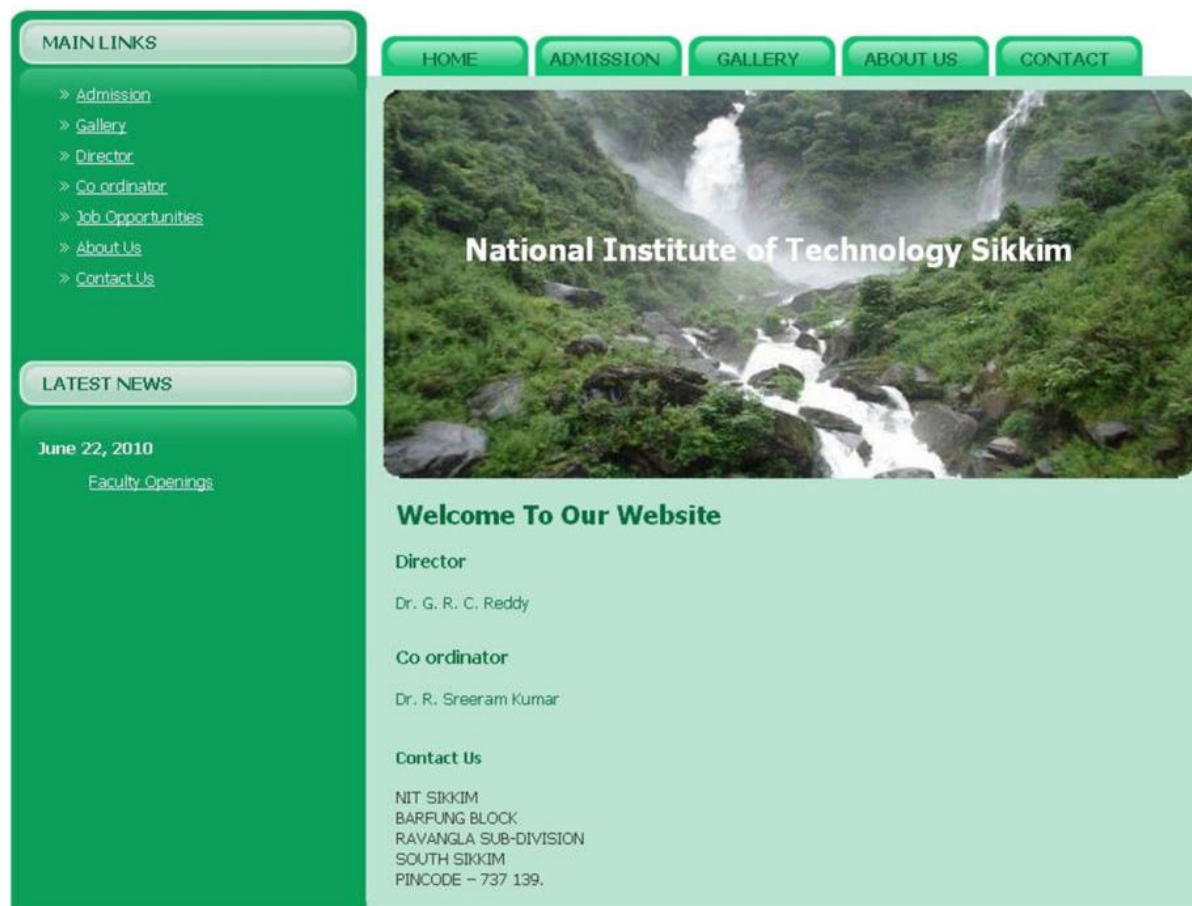 MAIN LINKS
» Admission
» Gallery
» Director
» Co ordinator
» Job Opportunities
» About Us
» Contact Us
LATEST NEWS
June 22, 2010
Faculty Openings
HOME ADMISSION GALLERY ABOUT US CONTACT
National Institute of Technology Sikkim
Welcome To Our Website
Director
Dr. G. R. C. Reddy
Co ordinator
Dr. R. Sreeram Kumar
Contact Us
NIT SIKKIM
BARFUNG BLOCK
RAVANGLA SUB-DIVISION
SOUTH SIKKIM
PINCODE – 737 139.